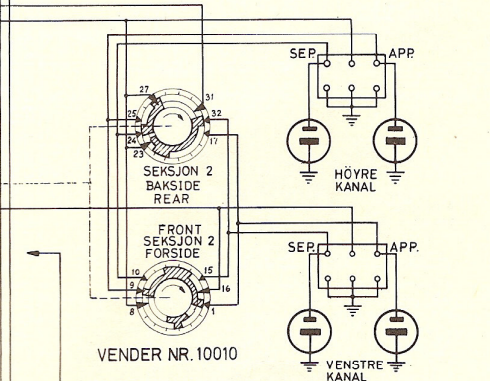 SEP. APP.
27
31
25
32
24
17
23
SEKSJON 2
BAKSIDE
REAR
HÖYRE
KANAL
FRONT
SEKSJON 2
FORSIDE
SEP. APP.
10
15
9
16
8
1
VENDER NR. 10010
VENSTRE
KANAL